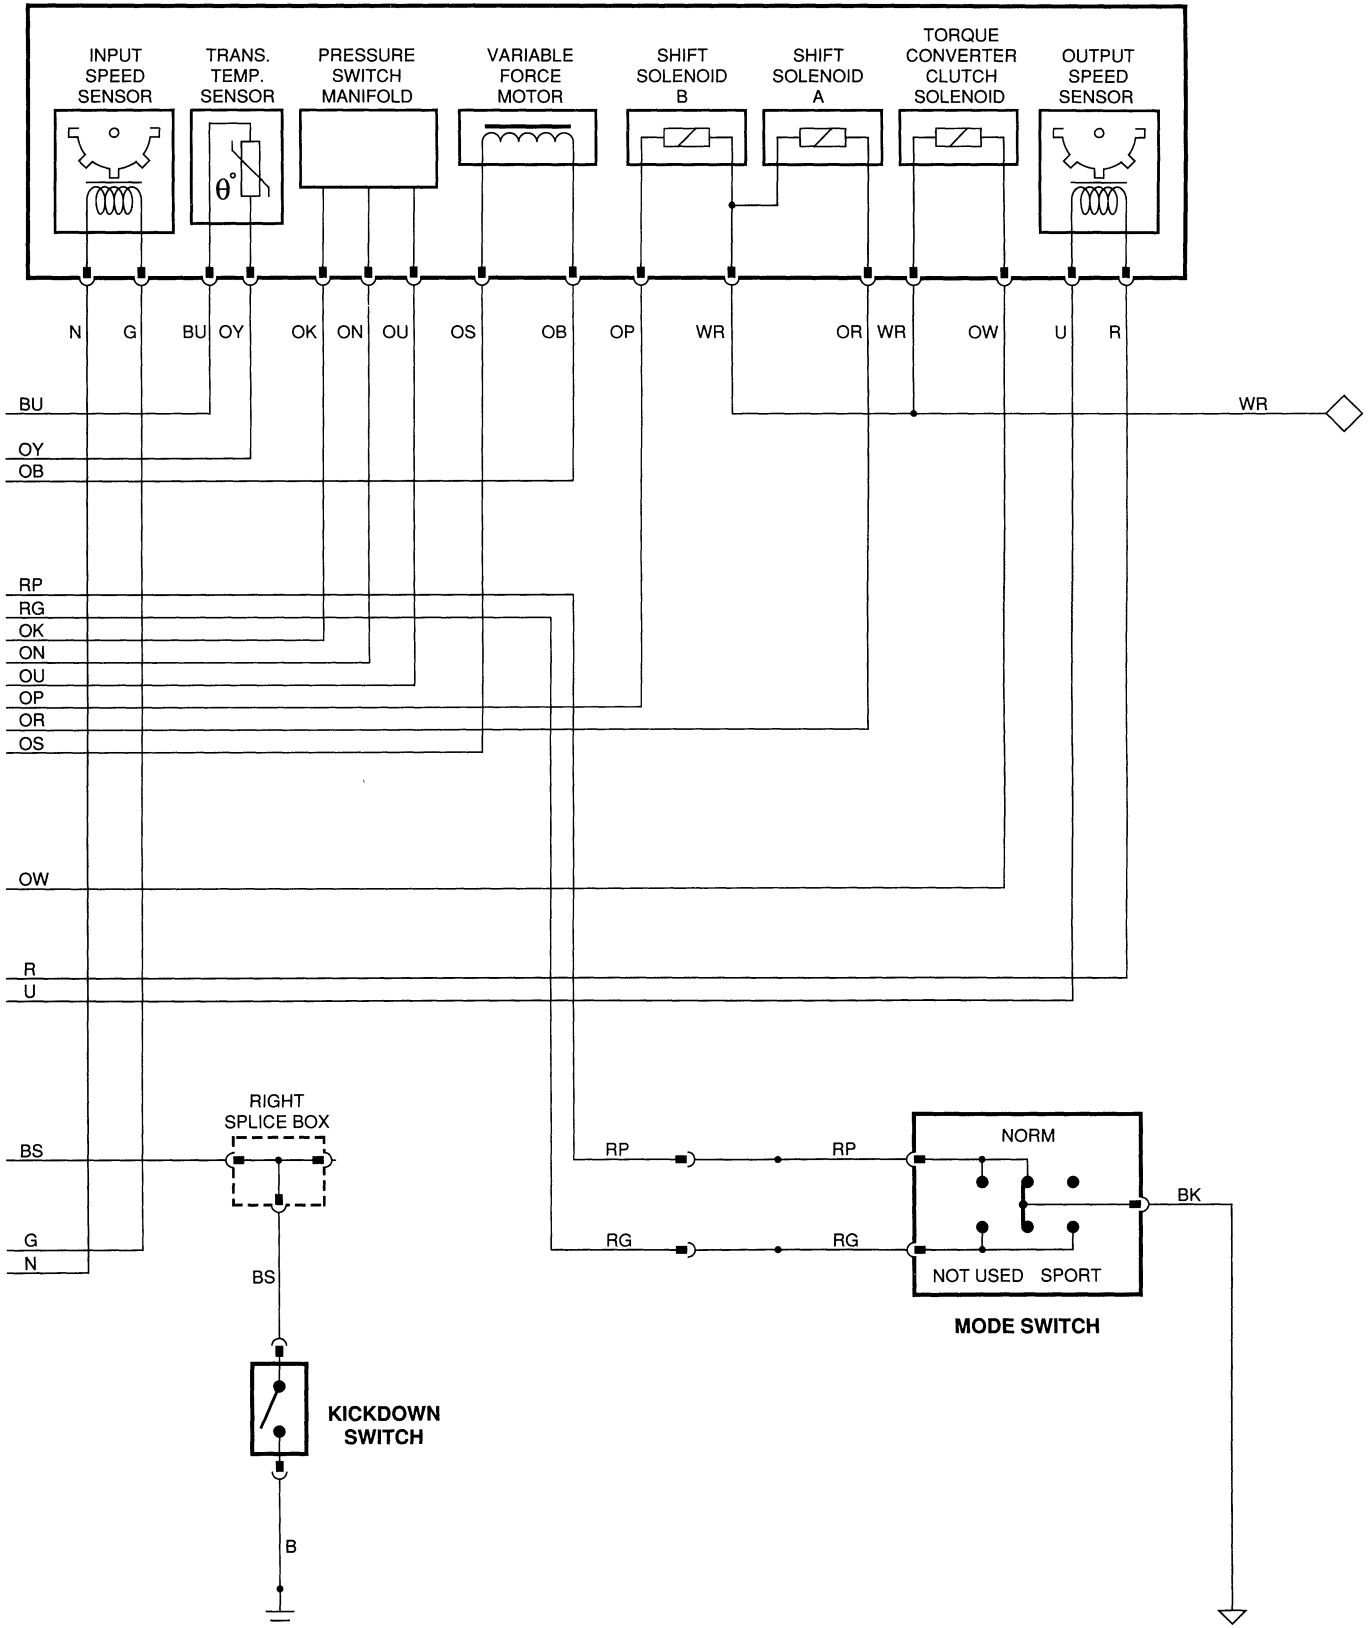 INPUT
SPEED
SENSOR
TRANS.
TEMP.
SENSOR
PRESSURE
SWITCH
MANIFOLD
VARIABLE
FORCE
MOTOR
SHIFT
SOLENOID
B
SHIFT
SOLENOID
A
TORQUE
CONVERTER
CLUTCH
SOLENOID
OUTPUT
SPEED
SENSOR
θ°
N G BU OY OK ON OU OS OB OP WR OR WR OW U R
BU
WR
OY
OB
RP
RG
OK
ON
OU
OP
OR
OS
OW
R
U
RIGHT
SPLICE BOX
BS
RP RP
NORM
BK
G
N
RG RG
NOT USED SPORT
BS
MODE SWITCH
KICKDOWN
SWITCH
B